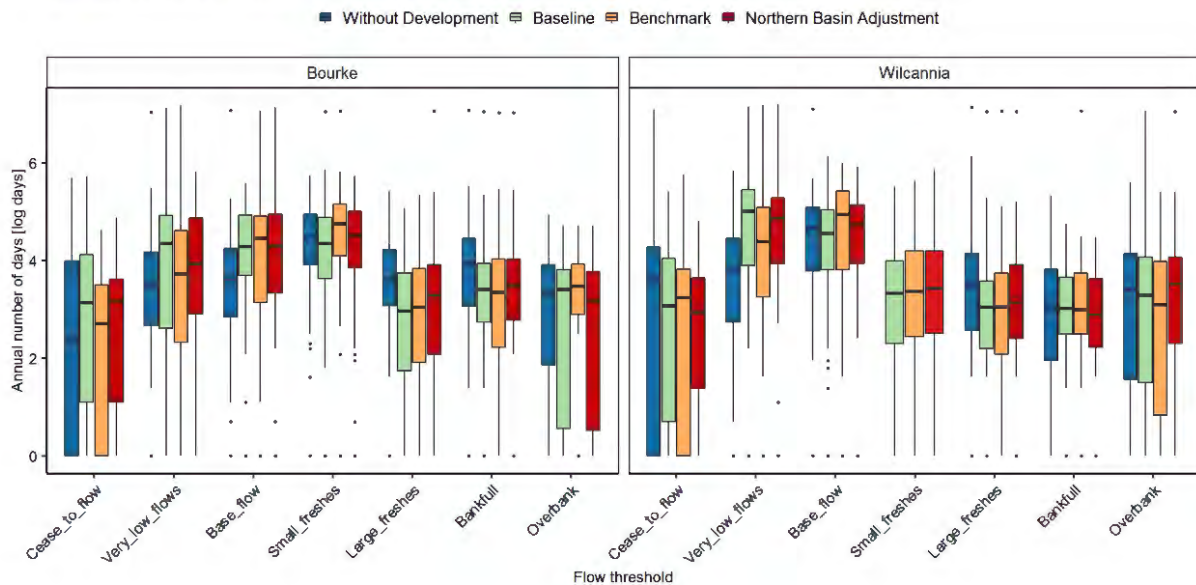 Without Development Baseline Benchmark Northern Basin Adjustment
Bourke Wilcannia
Annual number of days [log days]
6
4
2
0
Cease_to_flow Very_low_flows Base_flow Small_freshes Large_freshes Bankfull Overbank Cease_to_flow Very_low_flows Base_flow Small_freshes Large_freshes Bankfull Overbank
Flow threshold